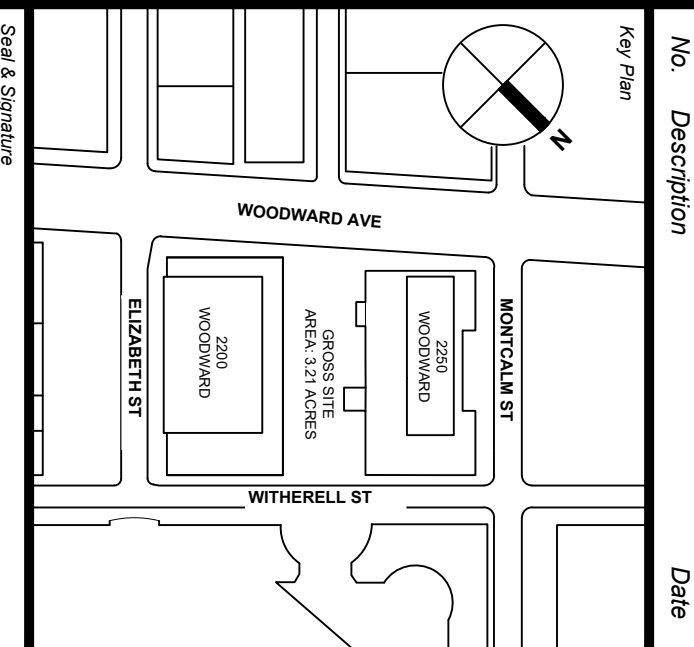 No. Description Date
Key Plan
N
WOODWARD AVE
MONTCALM ST
2250
WOODWARD
GROSS SITE
AREA: 3.21 ACRES
2200
WOODWARD
ELIZABETH ST
WITHERELL ST
Seal & Signature